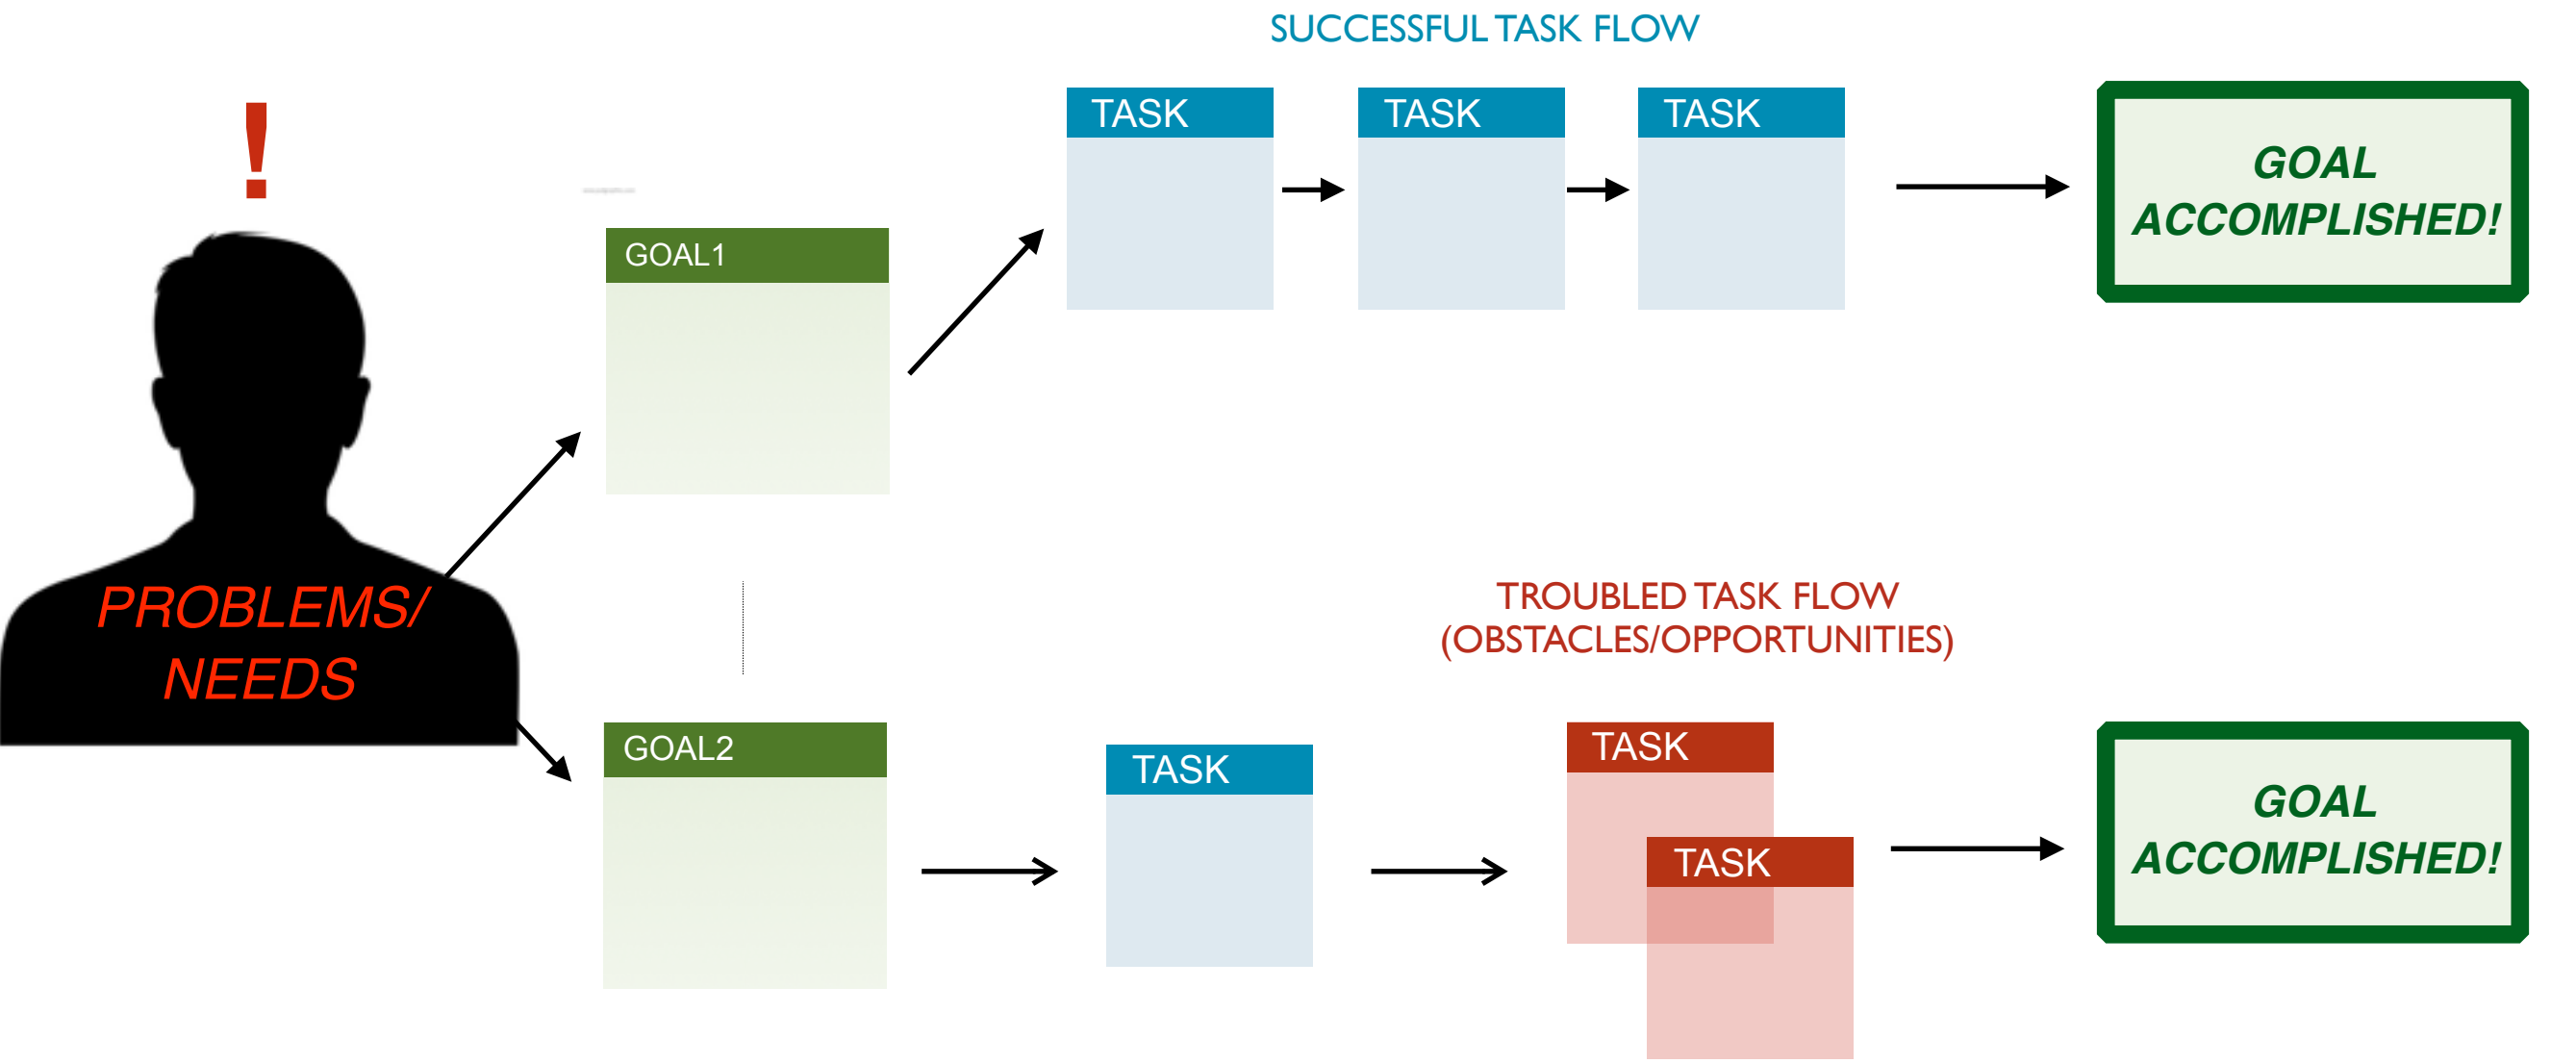 SUCCESSFUL TASK FLOW
!
TASK
TASK
TASK
GOAL
ACCOMPLISHED!
GOAL1
PROBLEMS/
NEEDS
TROUBLED TASK FLOW
(OBSTACLES/OPPORTUNITIES)
GOAL2
TASK
TASK
TASK
GOAL
ACCOMPLISHED!